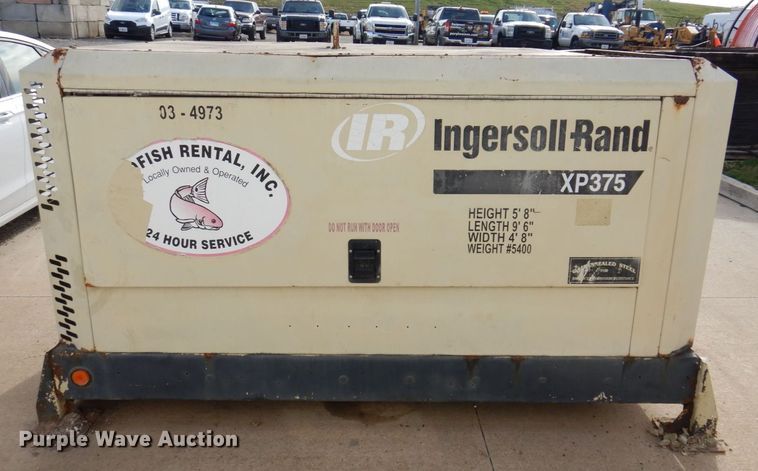 03 - 4973
FISH RENTAL, INC.
Locally Owned & Operated
24 HOUR SERVICE
IR Ingersoll-Rand
XP375
DO NOT RUN WITH DOOR OPEN
HEIGHT 5' 8"
LENGTH 9' 6"
WIDTH 4' 8"
WEIGHT #5400
Purple Wave Auction